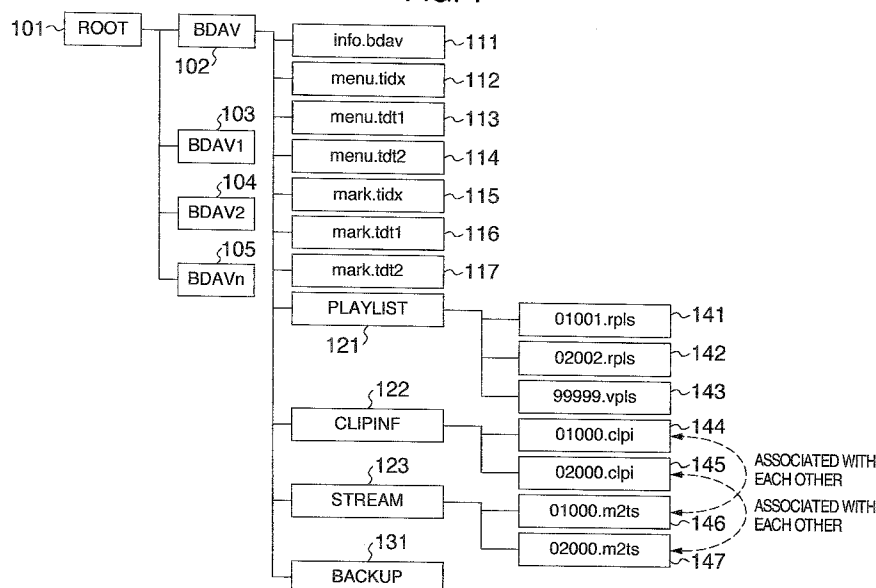 101 ROOT
BDAV
102
103
BDAV1
104
BDAV2
105
BDAVn
info.bdav 111
menu.tidx 112
menu.tdt1 113
menu.tdt2 114
mark.tidx 115
mark.tdt1 116
mark.tdt2 117
PLAYLIST
121
01001.rpls 141
02002.rpls 142
99999.vpls 143
122
CLIPINF
144
01000.clpi
145
02000.clpi
123
STREAM
01000.m2ts
146
02000.m2ts
147
ASSOCIATED WITH
EACH OTHER
ASSOCIATED WITH
EACH OTHER
131
BACKUP